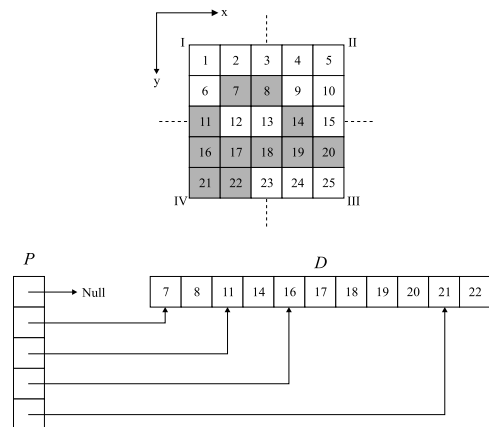 x
I II
1 2 3 4 5
y
6 7 8 9 10
11 12 13 14 15
16 17 18 19 20
21 22 23 24 25
IV III
P D
Null 7 8 11 14 16 17 18 19 20 21 22